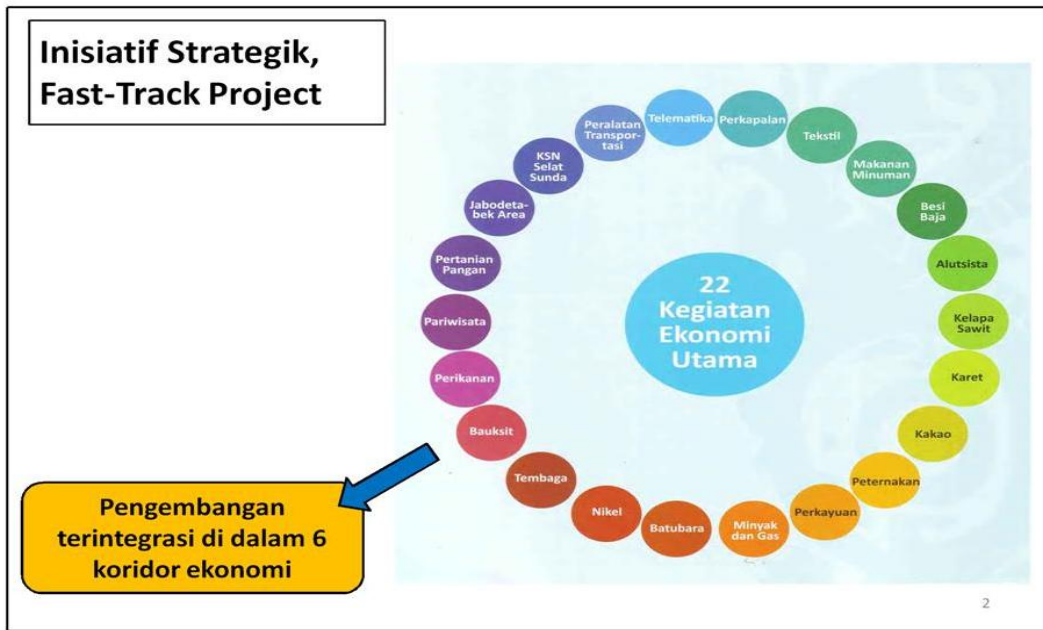 Inisiatif Strategik,
Fast-Track Project
Telematika
Perkapalan
Tekstil
Makanan
Minuman
Besi
Baja
Alutsista
Kelapa
Sawit
Karet
Kakao
Peternakan
Perkayuan
Minyak
dan Gas
Batubara
Nikel
Tembaga
Bauksit
Perikanan
Pariwisata
Pertanian
Pangan
Jabodeta-
bek Area
KSN
Selat
Sunda
Peralatan
Transpor-
tasi
22
Kegiatan
Ekonomi
Utama
Pengembangan
terintegrasi di dalam 6
koridor ekonomi
2